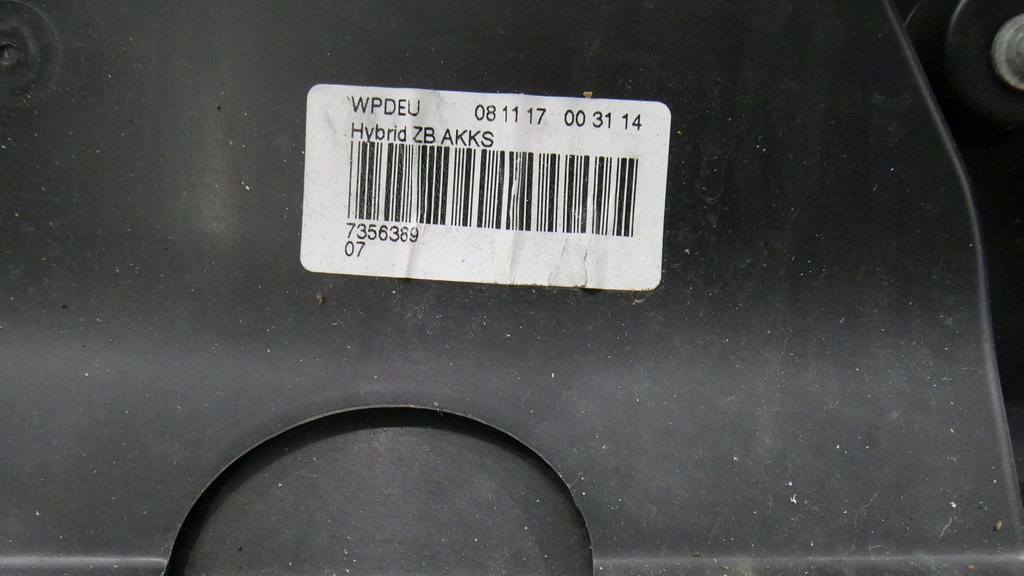 WPDEU 08 11 17 00 31 14
Hybrid ZB AKKS
7356389
07